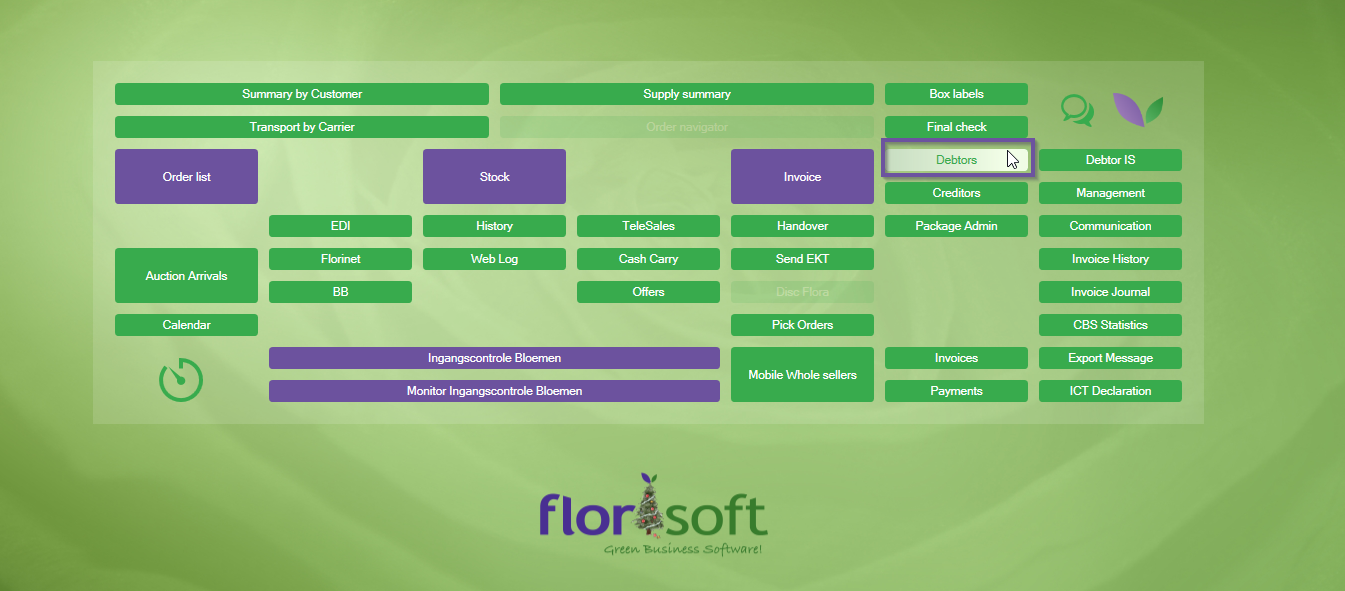 Summary by Customer
Supply summary
Box labels
Transport by Carrier
Order navigator
Final check
Order list
Stock
Invoice
Debtors
Debtor IS
Creditors
Management
EDI
History
TeleSales
Handover
Package Admin
Communication
Auction Arrivals
Florinet
Web Log
Cash Carry
Send EKT
Invoice History
BB
Offers
Disc Flora
Invoice Journal
Calendar
Pick Orders
CBS Statistics
Ingangscontrole Bloemen
Mobile Whole sellers
Invoices
Export Message
Monitor Ingangscontrole Bloemen
Payments
ICT Declaration
florisoft
Green Business Software!